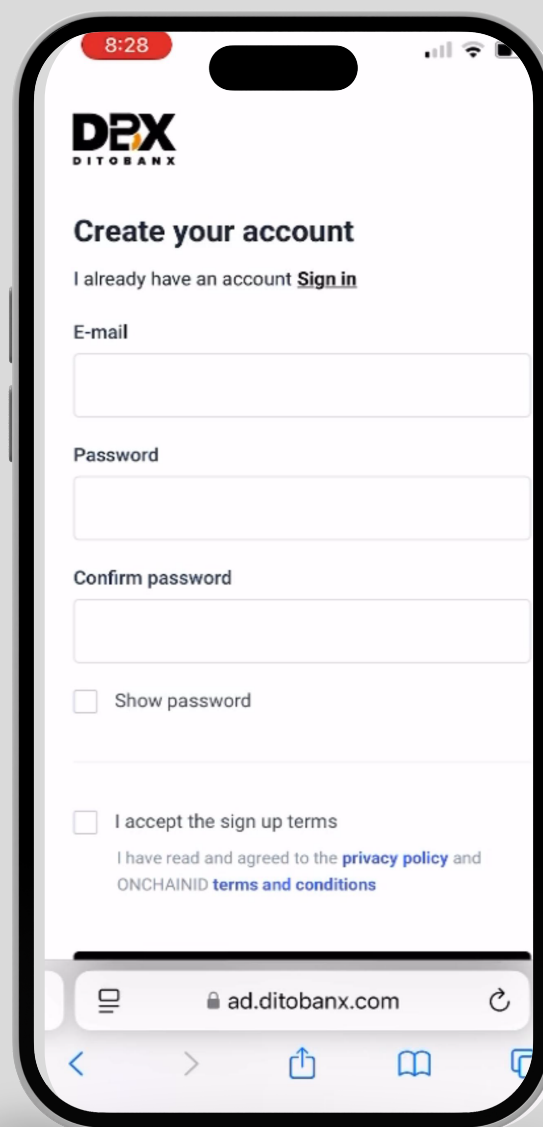 8:28
DBX
DITOBANX
Create your account
I already have an account Sign in
E-mail
Password
Confirm password
Show password
I accept the sign up terms
I have read and agreed to the privacy policy and
ONCHAINID terms and conditions
ad.ditobanx.com